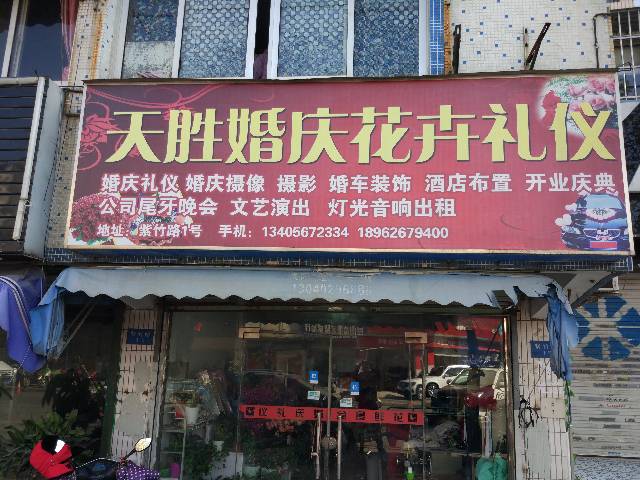 天胜婚庆花卉礼仪
婚庆礼仪 婚庆摄像 摄影 婚车装饰 酒店布置 开业庆典
公司尾牙晚会 文艺演出 灯光音响出租
地址：紫竹路1号 手机：13405672334 18962679400